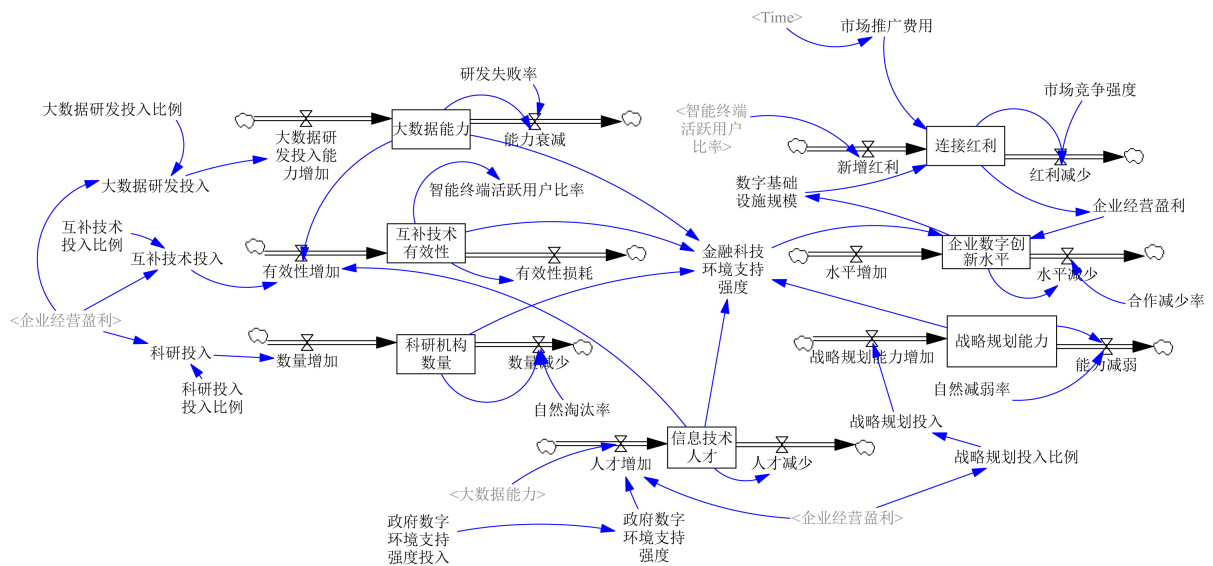 <Time>
市场推广费用
研发失败率
大数据研发投入比例
市场竞争强度
<智能终端
活跃用户
比率>
大数据能力
能力衰减
大数据研
发投入能
力增加
连接红利
新增红利
红利减少
大数据研发投入
智能终端活跃用户比率
数字基础
设施规模
企业经营盈利
互补技术
投入比例
互补技术投入
互补技术
有效性
有效性增加
有效性损耗
金融科技
环境支持
强度
企业数字创
新水平
水平增加
水平减少
合作减少率
<企业经营盈利>
科研投入
数量增加
科研机构
数量
数量减少
战略规划能力
战略规划能力增加
能力减弱
科研投入
投入比例
自然淘汰率
自然减弱率
战略规划投入
信息技术
人才
人才增加
人才减少
战略规划投入比例
<大数据能力>
<企业经营盈利>
政府数字
环境支持
强度投入
政府数字
环境支持
强度